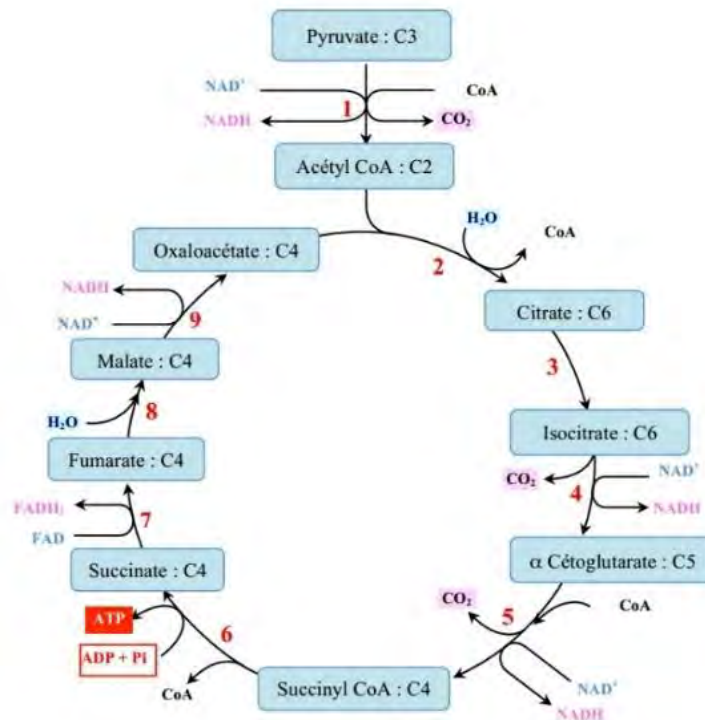 Pyruvate : C3
NAD⁺
CoA
1
NADH
CO₂
Acétyl CoA : C2
H₂O
CoA
Oxaloacétate : C4
2
NADH
NAD⁺
9
Citrate : C6
Malate : C4
3
H₂O
8
Isocitrate : C6
Fumarate : C4
CO₂
NAD⁺
4
NADH
FADH₂
7
FAD
α Cétoglutarate : C5
Succinate : C4
CO₂
CoA
5
ATP
6
ADP + Pi
CoA
Succinyl CoA : C4
NAD⁺
NADH